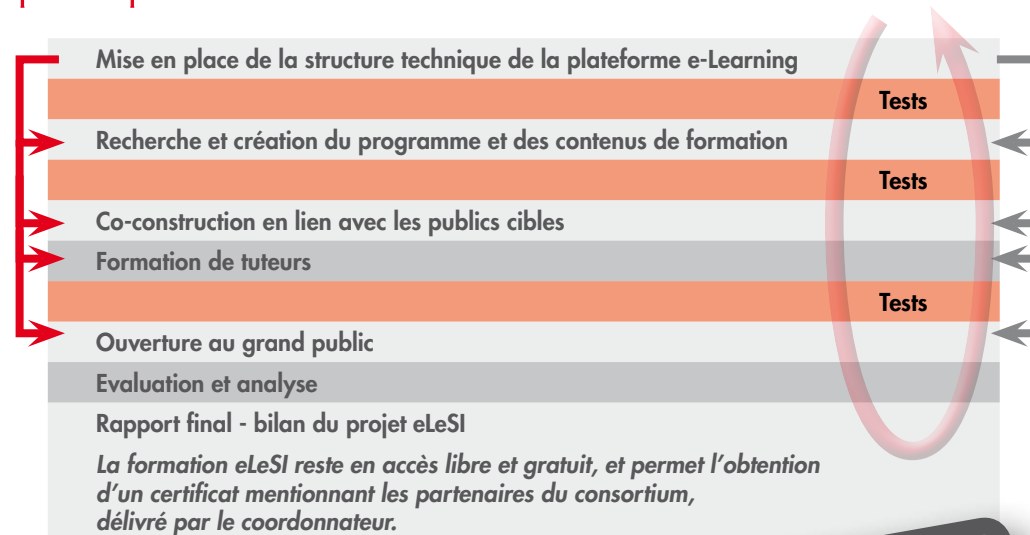 Mise en place de la structure technique de la plateforme e-Learning
Tests
Recherche et création du programme et des contenus de formation
Tests
Co-construction en lien avec les publics cibles
Formation de tuteurs
Tests
Ouverture au grand public
Evaluation et analyse
Rapport final - bilan du projet eLeSI
La formation eLeSI reste en accès libre et gratuit, et permet l’obtention
d’un certificat mentionnant les partenaires du consortium,
délivré par le coordonnateur.